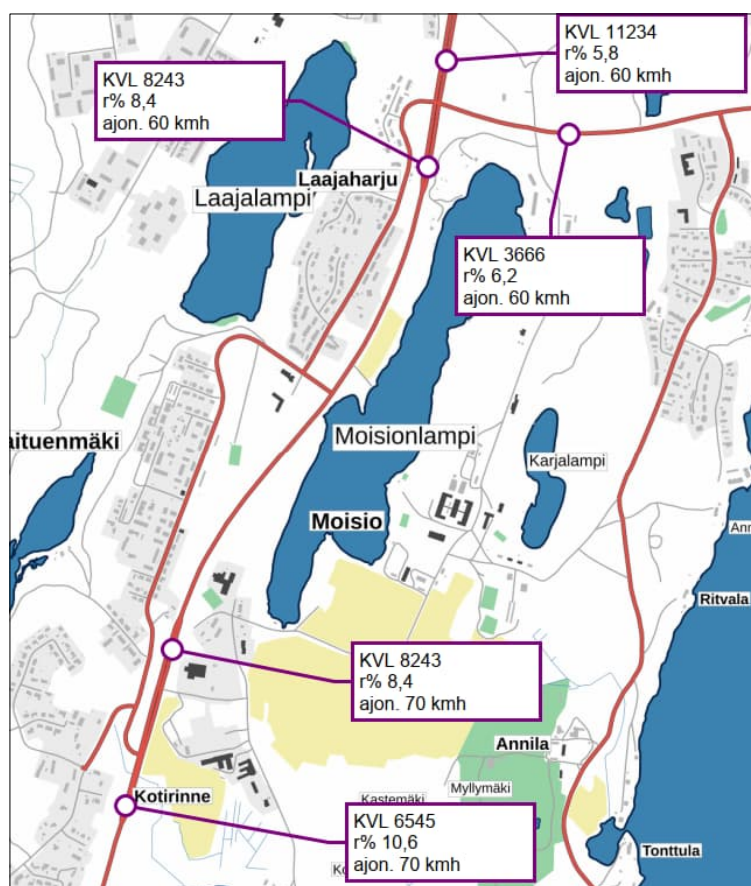 KVL 11234
r% 5,8
ajon. 60 kmh
KVL 8243
r% 8,4
ajon. 60 kmh
Laajaharju
Laajalampi
KVL 3666
r% 6,2
ajon. 60 kmh
aituenmäki
Moisionlampi
Karjalampi
Moisio
Ann
Ritvala
KVL 8243
r% 8,4
ajon. 70 kmh
Annila
Myllymäki
Kotirinne
Kastemäki
KVL 6545
r% 10,6
ajon. 70 kmh
Tonttula